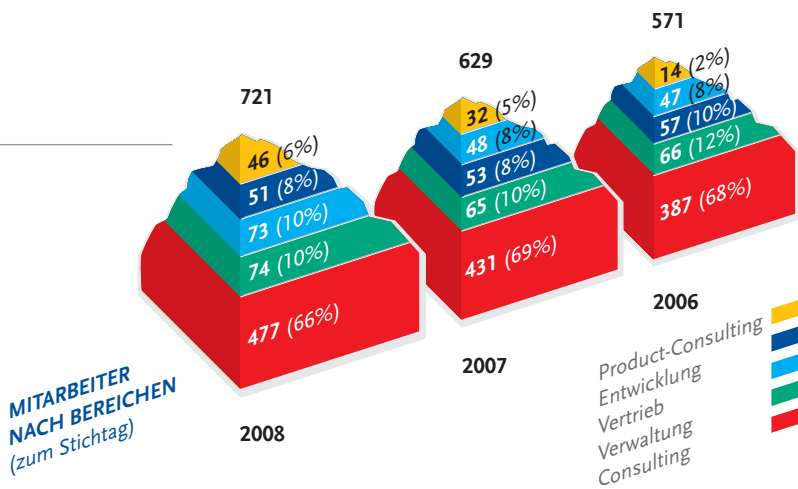 571
14 (2%)
47 (8%)
57 (10%)
66 (12%)
387 (68%)
2006
629
32 (5%)
48 (8%)
53 (8%)
65 (10%)
431 (69%)
2007
721
46 (6%)
51 (8%)
73 (10%)
74 (10%)
477 (66%)
2008
MITARBEITER
NACH BEREICHEN
(zum Stichtag)
Product-Consulting
Entwicklung
Vertrieb
Verwaltung
Consulting